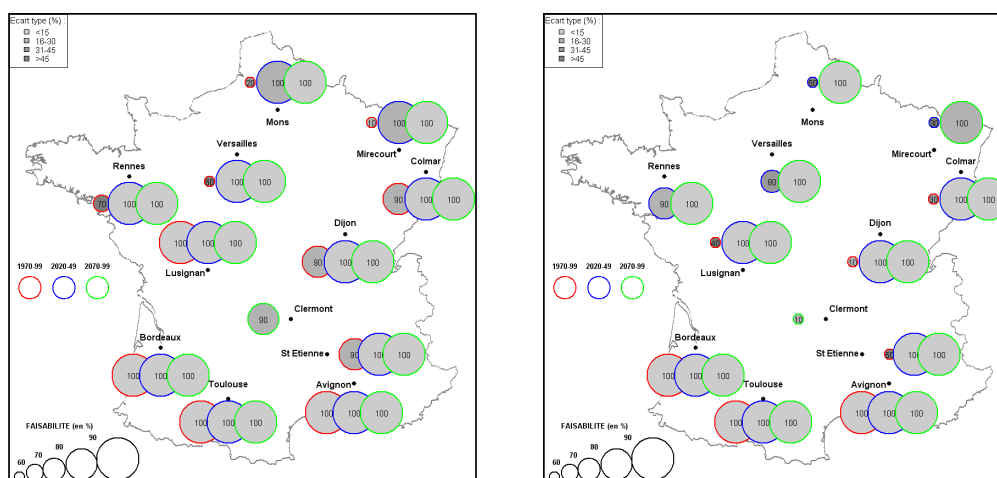 Ecart type (%) :
<15
16-30
31-45
>45
20 100 100
Mons
10 100 100
Mirecourt
Versailles
60 100 100
Rennes
70 100 100
Colmar
90 100 100
100 100 100
Lusignan
Dijon
90 100 100
1970-99 2020-49 2070-99
90
Clermont
Bordeaux
100 100 100
St Etienne
90 100 100
Toulouse
100 100 100
Avignon
100 100 100
FAISABILITE (en %)
60 70 80 90
Ecart type (%) :
<15
16-30
31-45
>45
50 100
Mons
30 100
Mirecourt
Versailles
80 100
Rennes
90 100
Colmar
30 100 100
40 100 100
Lusignan
Dijon
10 100 100
1970-99 2020-49 2070-99
10
Clermont
Bordeaux
100 100 100
St Etienne
50 100 100
Toulouse
100 100 100
Avignon
100 100 100
FAISABILITE (en %)
60 70 80 90